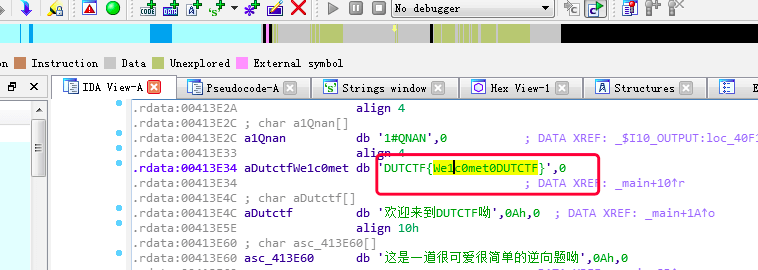 No debugger
on Instruction Data Unexplored External symbol
IDA View-A Pseudocode-A Strings window Hex View-1 Structures E
.rdata:00413E2A align 4
.rdata:00413E2C ; char a1Qnan[]
.rdata:00413E2C a1Qnan db '1#QNAN',0 ; DATA XREF: _$I10_OUTPUT:loc_40F1
.rdata:00413E33 align 4
.rdata:00413E34 aDutctfWe1c0met db 'DUTCTF{We1c0met0DUTCTF}',0
.rdata:00413E34 ; DATA XREF: _main+10↑r
.rdata:00413E4C ; char aDutctf[]
.rdata:00413E4C aDutctf db '欢迎来到DUTCTF呦',0Ah,0 ; DATA XREF: _main+1A↑o
.rdata:00413E5E align 10h
.rdata:00413E60 ; char asc_413E60[]
.rdata:00413E60 asc_413E60 db '这是一道很可爱很简单的逆向题呦',0Ah,0